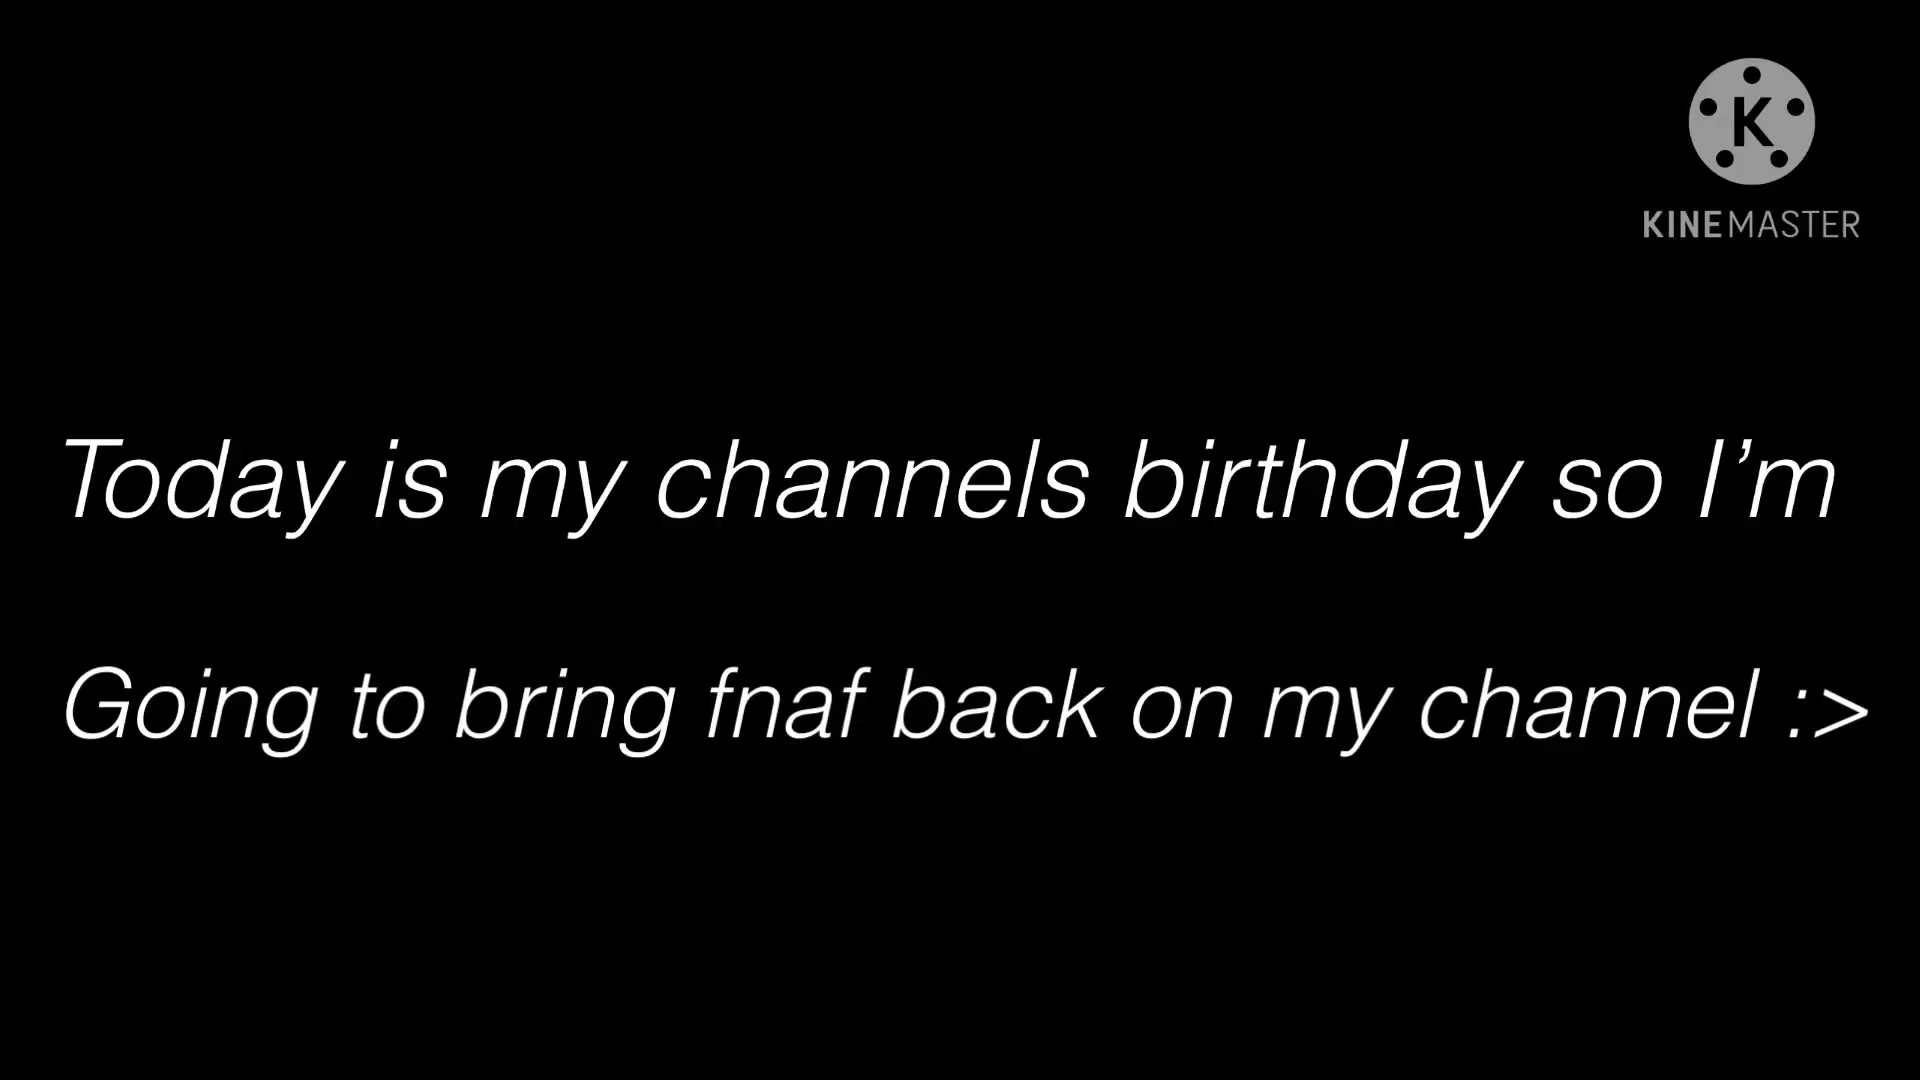 K
KINEMASTER
Today is my channels birthday so I’m
Going to bring fnaf back on my channel :>